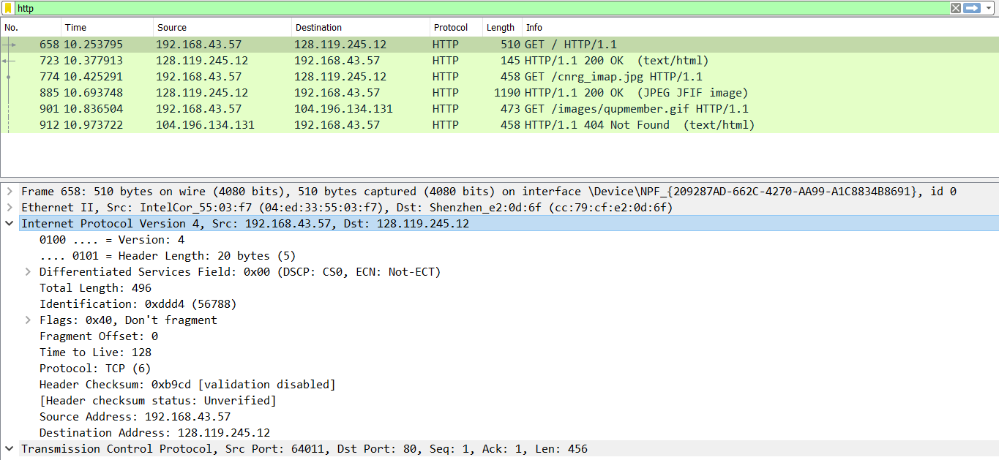 http
No. Time Source Destination Protocol Length Info
658 10.253795 192.168.43.57 128.119.245.12 HTTP 510 GET / HTTP/1.1
723 10.377913 128.119.245.12 192.168.43.57 HTTP 145 HTTP/1.1 200 OK (text/html)
774 10.425291 192.168.43.57 128.119.245.12 HTTP 458 GET /cnrg_imap.jpg HTTP/1.1
885 10.693748 128.119.245.12 192.168.43.57 HTTP 1190 HTTP/1.1 200 OK (JPEG JFIF image)
901 10.836504 192.168.43.57 104.196.134.131 HTTP 473 GET /images/qupmember.gif HTTP/1.1
912 10.973722 104.196.134.131 192.168.43.57 HTTP 458 HTTP/1.1 404 Not Found (text/html)
Frame 658: 510 bytes on wire (4080 bits), 510 bytes captured (4080 bits) on interface \Device\NPF_{209287AD-662C-4270-AA99-A1C8834B8691}, id 0
Ethernet II, Src: IntelCor_55:03:f7 (04:ed:33:55:03:f7), Dst: Shenzhen_e2:0d:6f (cc:79:cf:e2:0d:6f)
Internet Protocol Version 4, Src: 192.168.43.57, Dst: 128.119.245.12
0100 .... = Version: 4
.... 0101 = Header Length: 20 bytes (5)
Differentiated Services Field: 0x00 (DSCP: CS0, ECN: Not-ECT)
Total Length: 496
Identification: 0xddd4 (56788)
Flags: 0x40, Don't fragment
Fragment Offset: 0
Time to Live: 128
Protocol: TCP (6)
Header Checksum: 0xb9cd [validation disabled]
[Header checksum status: Unverified]
Source Address: 192.168.43.57
Destination Address: 128.119.245.12
Transmission Control Protocol, Src Port: 64011, Dst Port: 80, Seq: 1, Ack: 1, Len: 456